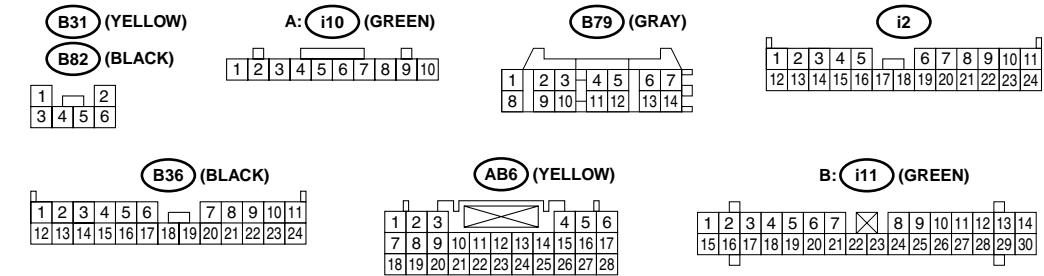 B31 (YELLOW)
B82 (BLACK)
1 2
3 4 5 6
A: i10 (GREEN)
1 2 3 4 5 6 7 8 9 10
B79 (GRAY)
1 2 3 4 5 6 7
8 9 10 11 12 13 14
i2
1 2 3 4 5 6 7 8 9 10 11
12 13 14 15 16 17 18 19 20 21 22 23 24
B36 (BLACK)
1 2 3 4 5 6 7 8 9 10 11
12 13 14 15 16 17 18 19 20 21 22 23 24
AB6 (YELLOW)
1 2 3 4 5 6
7 8 9 10 11 12 13 14 15 16 17
18 19 20 21 22 23 24 25 26 27 28
B: i11 (GREEN)
1 2 3 4 5 6 7 8 9 10 11 12 13 14
15 16 17 18 19 20 21 22 23 24 25 26 27 28 29 30